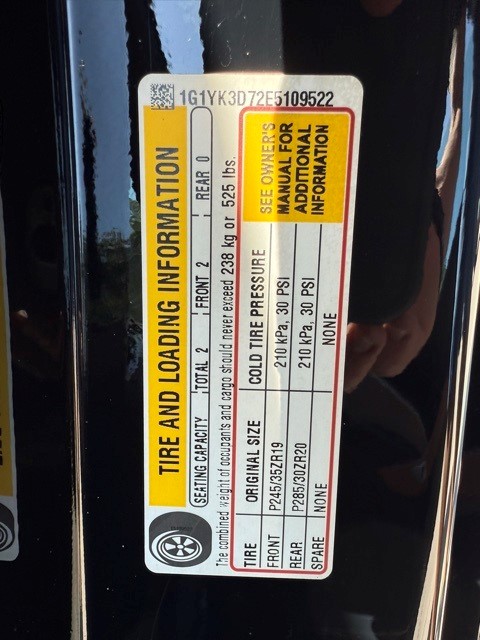 1G1YK3D72E5109522
TIRE AND LOADING INFORMATION
SEATING CAPACITY TOTAL 2 FRONT 2 REAR 0
The combined weight of occupants and cargo should never exceed 238 kg or 525 lbs.
TIRE ORIGINAL SIZE COLD TIRE PRESSURE
FRONT P245/35ZR19 210 kPa, 30 PSI
REAR P285/30ZR20 210 kPa, 30 PSI
SPARE NONE NONE
SEE OWNER'S
MANUAL FOR
ADDITIONAL
INFORMATION